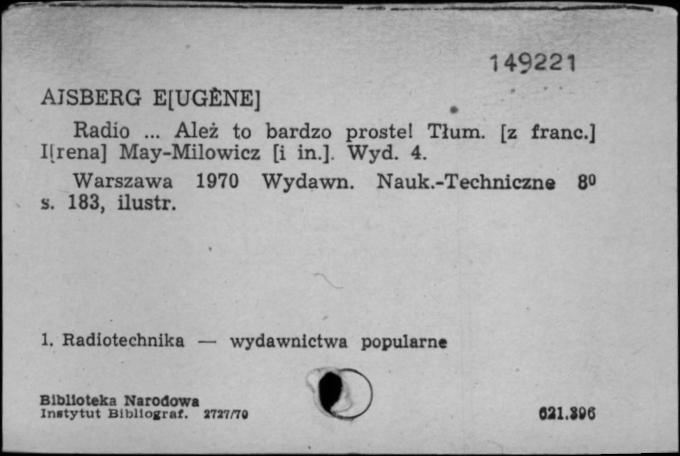 149221
AJSBERG E[UGÈNE]
Radio ... Ależ to bardzo proste! Tłum. [z franc.]
I[rena] May-Milowicz [i in.]. Wyd. 4.
Warszawa 1970 Wydawn. Nauk.-Techniczne 8⁰
s. 183, ilustr.
1. Radiotechnika — wydawnictwa popularne
Biblioteka Narodowa
Instytut Bibliograf. 2727/70
621.396